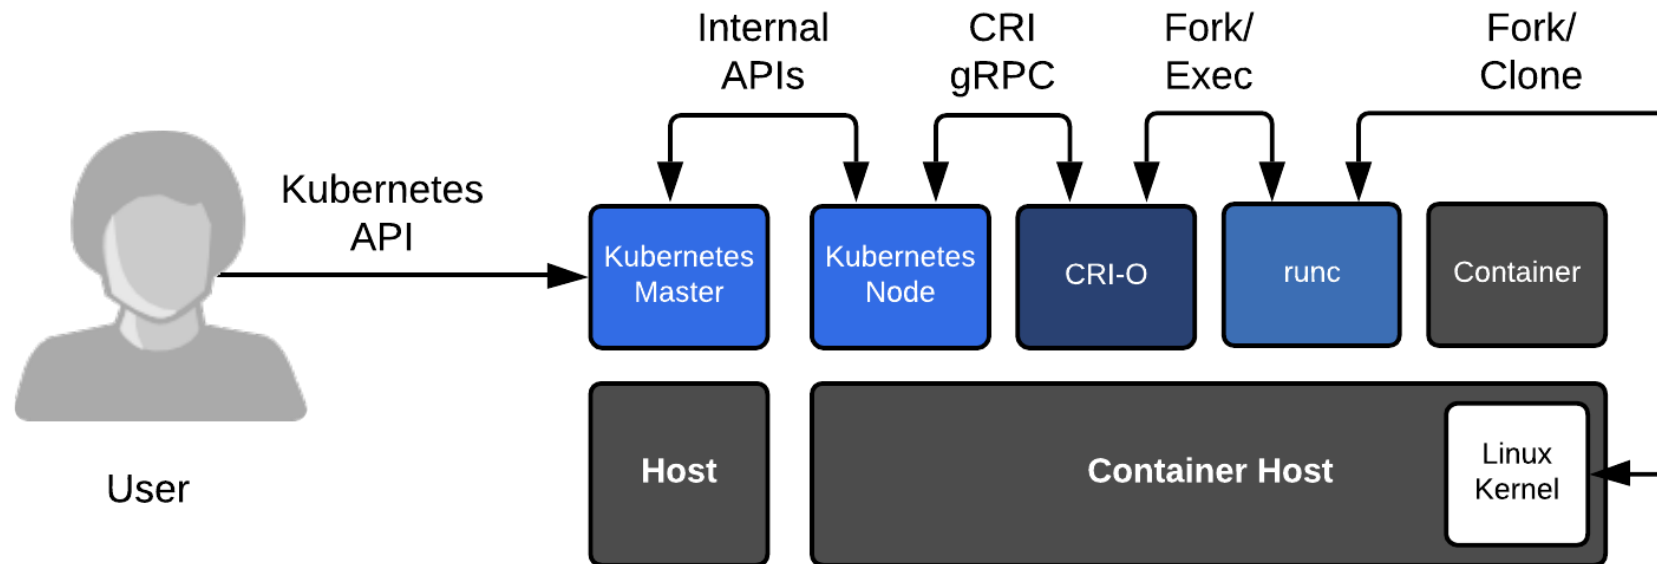 Internal
APIs
CRI
gRPC
Fork/
Exec
Fork/
Clone
Kubernetes
API
Kubernetes
Master
Kubernetes
Node
CRI-O
runc
Container
User
Host
Container Host
Linux
Kernel